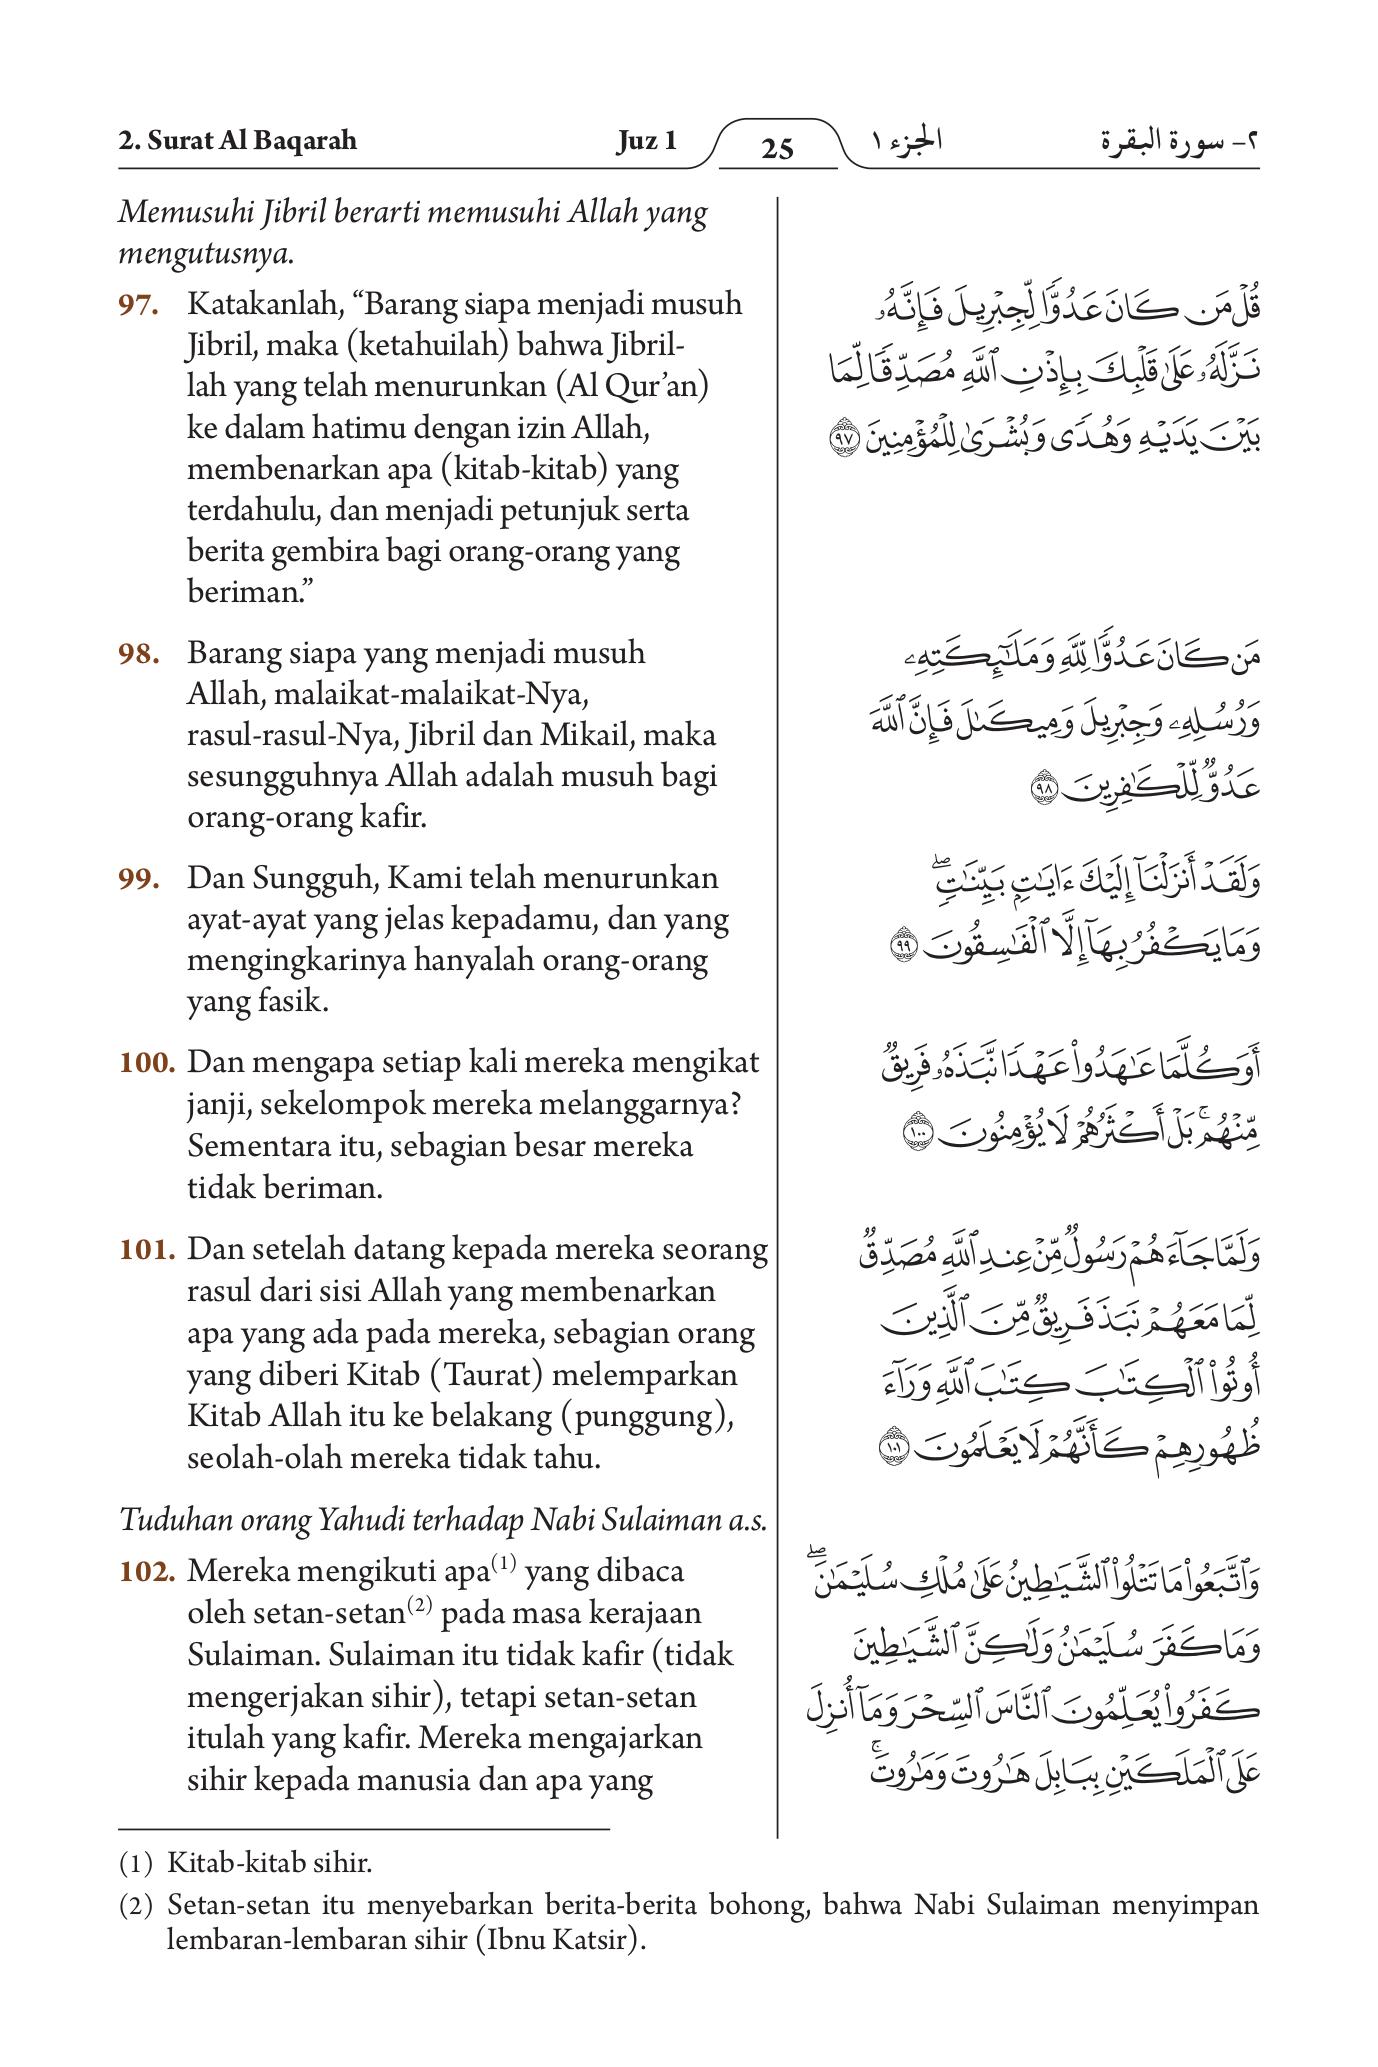 2. Surat Al Baqarah
Juz 1
25
الجزء ١
٢– سورة البقرة
Memusuhi Jibril berarti memusuhi Allah yang
mengutusnya.
97. Katakanlah, “Barang siapa menjadi musuh
Jibril, maka (ketahuilah) bahwa Jibril-
lah yang telah menurunkan (Al Qur’an)
ke dalam hatimu dengan izin Allah,
membenarkan apa (kitab-kitab) yang
terdahulu, dan menjadi petunjuk serta
berita gembira bagi orang-orang yang
beriman.”
98. Barang siapa yang menjadi musuh
Allah, malaikat-malaikat-Nya,
rasul-rasul-Nya, Jibril dan Mikail, maka
sesungguhnya Allah adalah musuh bagi
orang-orang kafir.
99. Dan Sungguh, Kami telah menurunkan
ayat-ayat yang jelas kepadamu, dan yang
mengingkarinya hanyalah orang-orang
yang fasik.
100. Dan mengapa setiap kali mereka mengikat
janji, sekelompok mereka melanggarnya?
Sementara itu, sebagian besar mereka
tidak beriman.
101. Dan setelah datang kepada mereka seorang
rasul dari sisi Allah yang membenarkan
apa yang ada pada mereka, sebagian orang
yang diberi Kitab (Taurat) melemparkan
Kitab Allah itu ke belakang (punggung),
seolah-olah mereka tidak tahu.
Tuduhan orang Yahudi terhadap Nabi Sulaiman a.s.
102. Mereka mengikuti apa(1) yang dibaca
oleh setan-setan(2) pada masa kerajaan
Sulaiman. Sulaiman itu tidak kafir (tidak
mengerjakan sihir), tetapi setan-setan
itulah yang kafir. Mereka mengajarkan
sihir kepada manusia dan apa yang
قُلْ مَن كَانَ عَدُوًّا لِّجِبْرِيلَ فَإِنَّهُۥ
نَزَّلَهُۥ عَلَىٰ قَلْبِكَ بِإِذْنِ ٱللَّهِ مُصَدِّقًا لِّمَا
بَيْنَ يَدَيْهِ وَهُدًى وَبُشْرَىٰ لِلْمُؤْمِنِينَ ٩٧
مَن كَانَ عَدُوًّا لِّلَّهِ وَمَلَٰٓئِكَتِهِۦ
وَرُسُلِهِۦ وَجِبْرِيلَ وَمِيكَىٰلَ فَإِنَّ ٱللَّهَ
عَدُوٌّ لِّلْكَٰفِرِينَ ٩٨
وَلَقَدْ أَنزَلْنَآ إِلَيْكَ ءَايَٰتٍۭ بَيِّنَٰتٍۖ
وَمَا يَكْفُرُ بِهَآ إِلَّا ٱلْفَٰسِقُونَ ٩٩
أَوَكُلَّمَا عَٰهَدُوا۟ عَهْدًا نَّبَذَهُۥ فَرِيقٌ
مِّنْهُمۚ بَلْ أَكْثَرُهُمْ لَا يُؤْمِنُونَ ١٠٠
وَلَمَّا جَآءَهُمْ رَسُولٌ مِّنْ عِندِ ٱللَّهِ مُصَدِّقٌ
لِّمَا مَعَهُمْ نَبَذَ فَرِيقٌ مِّنَ ٱلَّذِينَ
أُوتُوا۟ ٱلْكِتَٰبَ كِتَٰبَ ٱللَّهِ وَرَآءَ
ظُهُورِهِمْ كَأَنَّهُمْ لَا يَعْلَمُونَ ١٠١
وَٱتَّبَعُوا۟ مَا تَتْلُوا۟ ٱلشَّيَٰطِينُ عَلَىٰ مُلْكِ سُلَيْمَٰنَۖ
وَمَا كَفَرَ سُلَيْمَٰنُ وَلَٰكِنَّ ٱلشَّيَٰطِينَ
كَفَرُوا۟ يُعَلِّمُونَ ٱلنَّاسَ ٱلسِّحْرَ وَمَآ أُنزِلَ
عَلَى ٱلْمَلَكَيْنِ بِبَابِلَ هَٰرُوتَ وَمَٰرُوتَۚ
(1) Kitab-kitab sihir.
(2) Setan-setan itu menyebarkan berita-berita bohong, bahwa Nabi Sulaiman menyimpan
lembaran-lembaran sihir (Ibnu Katsir).